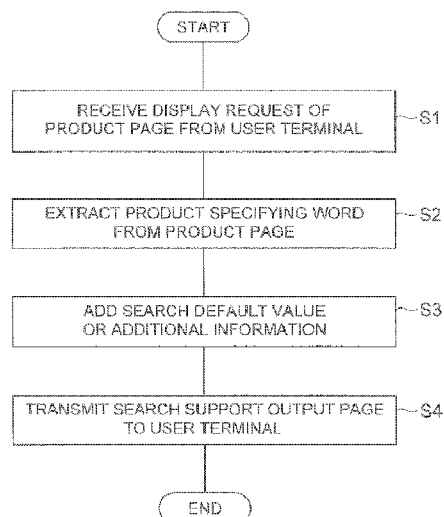 START
RECEIVE DISPLAY REQUEST OF
PRODUCT PAGE FROM USER TERMINAL
S1
EXTRACT PRODUCT SPECIFYING WORD
FROM PRODUCT PAGE
S2
ADD SEARCH DEFAULT VALUE
OR ADDITIONAL INFORMATION
S3
TRANSMIT SEARCH SUPPORT OUTPUT PAGE
TO USER TERMINAL
S4
END